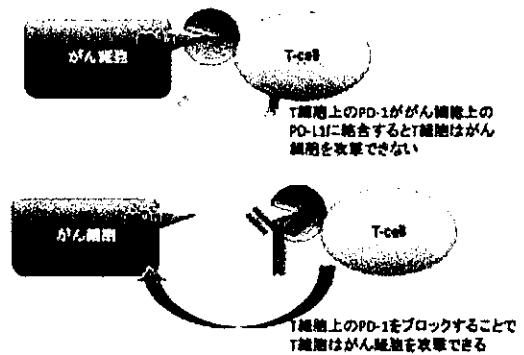 がん細胞
T-cell
T細胞上のPD-1ががん細胞上の
PD-L1に結合するとT細胞はがん
細胞を攻撃できない
がん細胞
T-cell
T細胞上のPD-1をブロックすることで
T細胞はがん細胞を攻撃できる